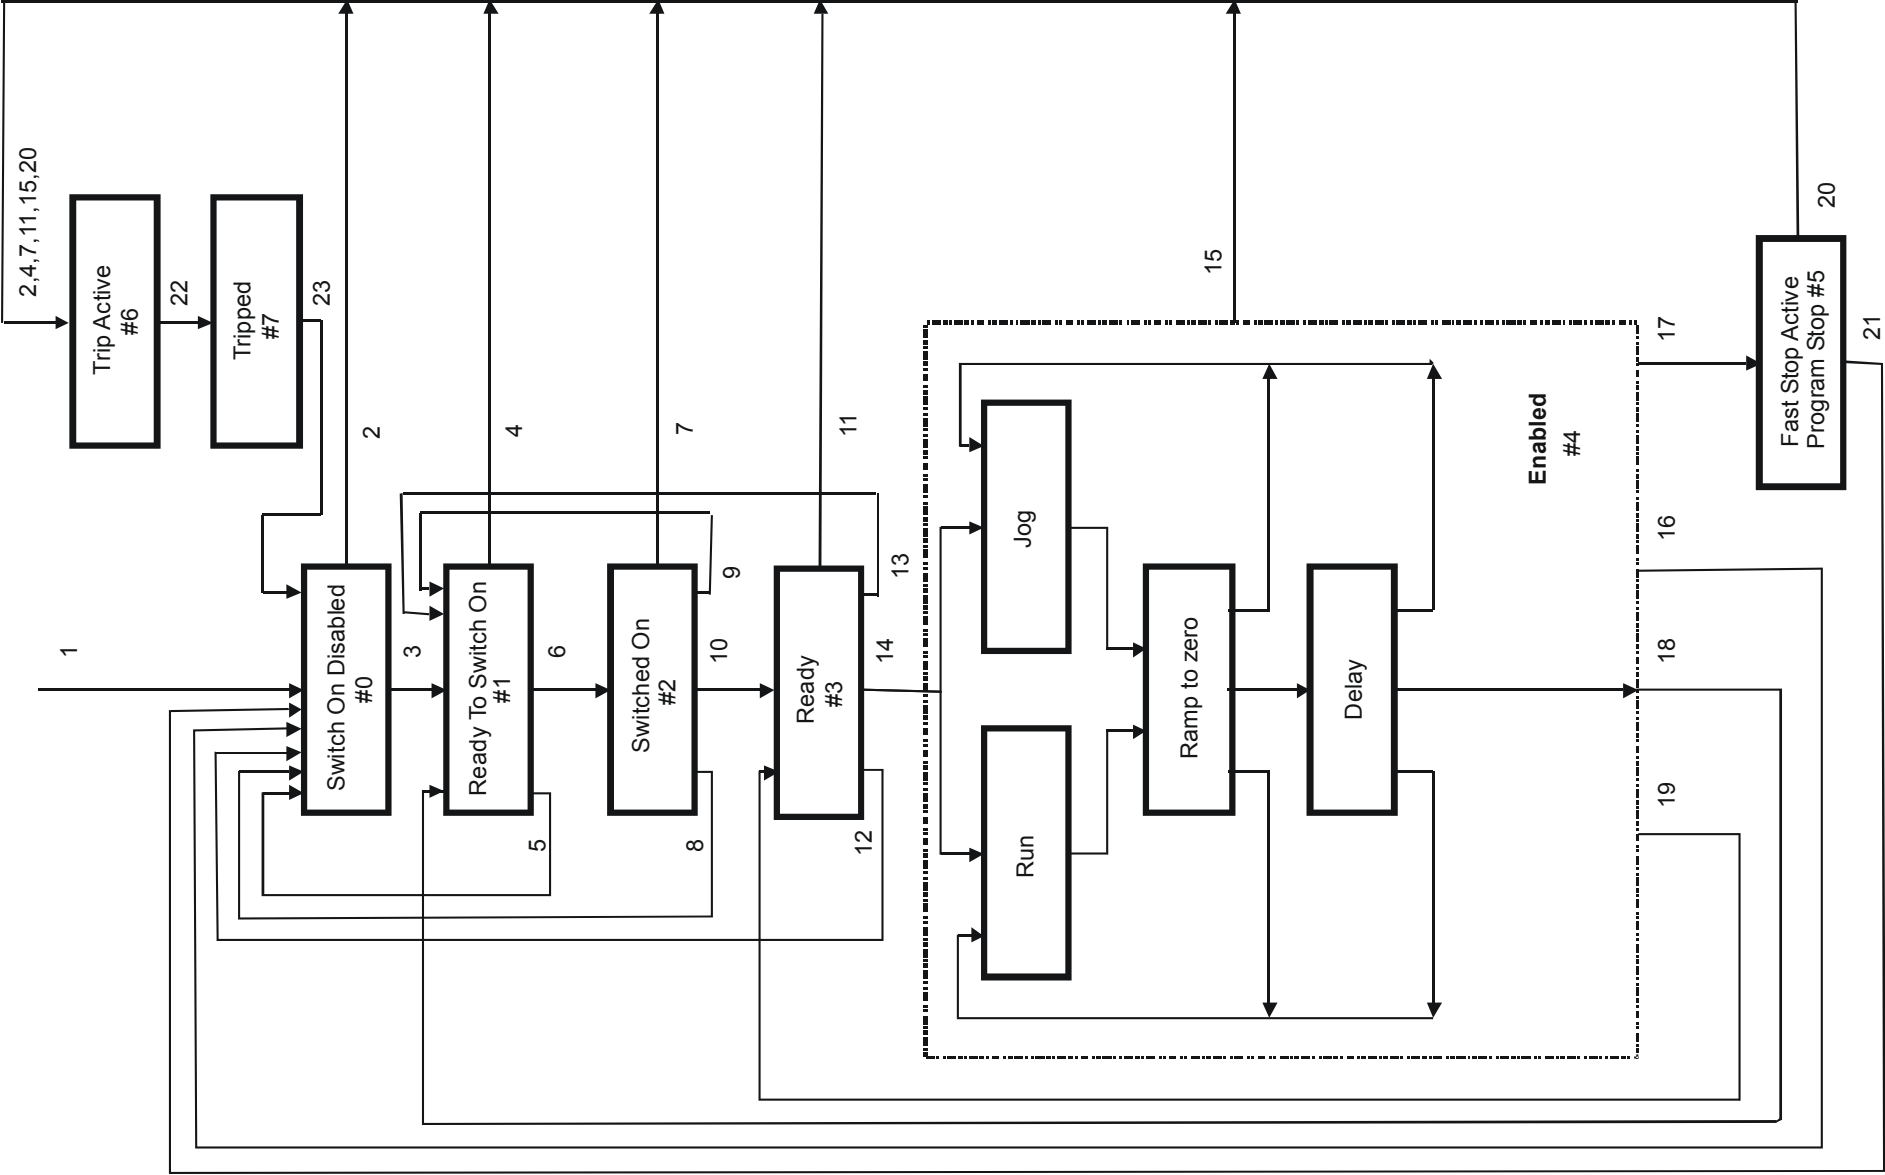 2,4,7,11,15,20
Trip Active
#6
22
Tripped
#7
23
1
Switch On Disabled
#0
2
3
Ready To Switch On
#1
4
5
6
Switched On
#2
7
8
9
10
Ready
#3
11
12
13
14
Run
Jog
Ramp to zero
Delay
Enabled
#4
15
16
17
18
19
Fast Stop Active
Program Stop #5
20
21